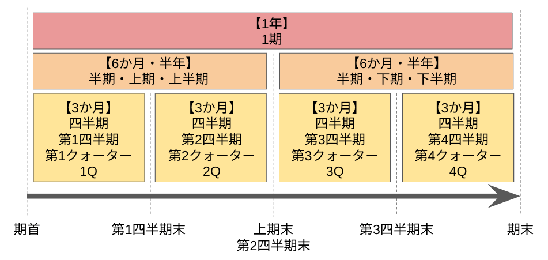 【1年】
1期
【6か月・半年】
半期・上期・上半期
【6か月・半年】
半期・下期・下半期
【3か月】
四半期
第1四半期
第1クォーター
1Q
【3か月】
四半期
第2四半期
第2クォーター
2Q
【3か月】
四半期
第3四半期
第3クォーター
3Q
【3か月】
四半期
第4四半期
第4クォーター
4Q
期首
第1四半期末
上期末
第2四半期末
第3四半期末
期末